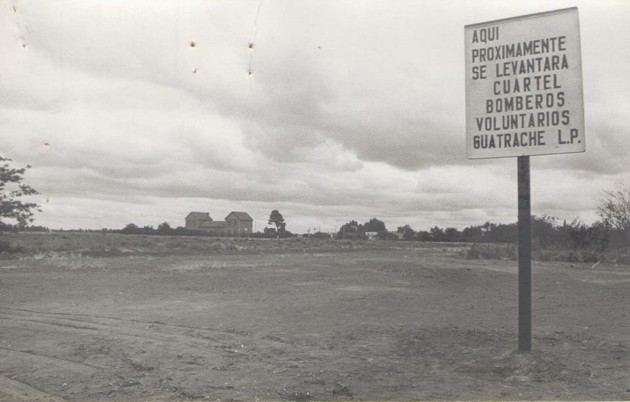 AQUI
PROXIMAMENTE
SE LEVANTARA
CUARTEL
BOMBEROS
VOLUNTARIOS
GUATRACHE L.P.